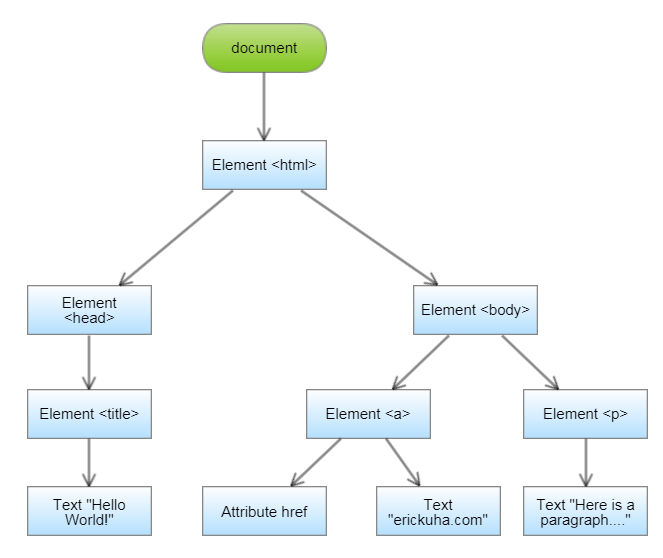 document
Element <html>
Element
<head>
Element <body>
Element <title>
Element <a>
Element <p>
Text "Hello
World!"
Attribute href
Text
"erickuha.com"
Text "Here is a
paragraph...."